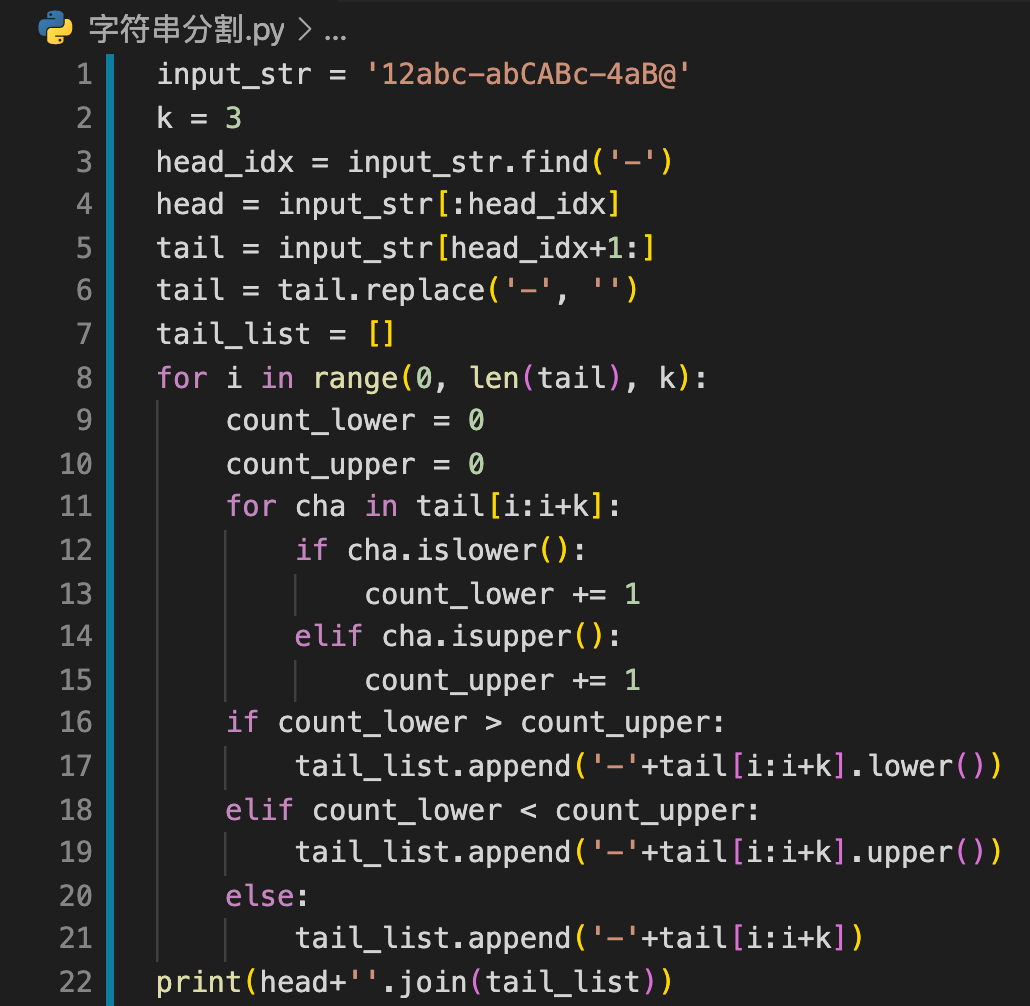 字符串分割.py > ...
1 input_str = '12abc-abCABc-4aB@'
2 k = 3
3 head_idx = input_str.find('-')
4 head = input_str[:head_idx]
5 tail = input_str[head_idx+1:]
6 tail = tail.replace('-', '')
7 tail_list = []
8 for i in range(0, len(tail), k):
9     count_lower = 0
10     count_upper = 0
11     for cha in tail[i:i+k]:
12         if cha.islower():
13             count_lower += 1
14         elif cha.isupper():
15             count_upper += 1
16     if count_lower > count_upper:
17         tail_list.append('-'+tail[i:i+k].lower())
18     elif count_lower < count_upper:
19         tail_list.append('-'+tail[i:i+k].upper())
20     else:
21         tail_list.append('-'+tail[i:i+k])
22 print(head+''.join(tail_list))